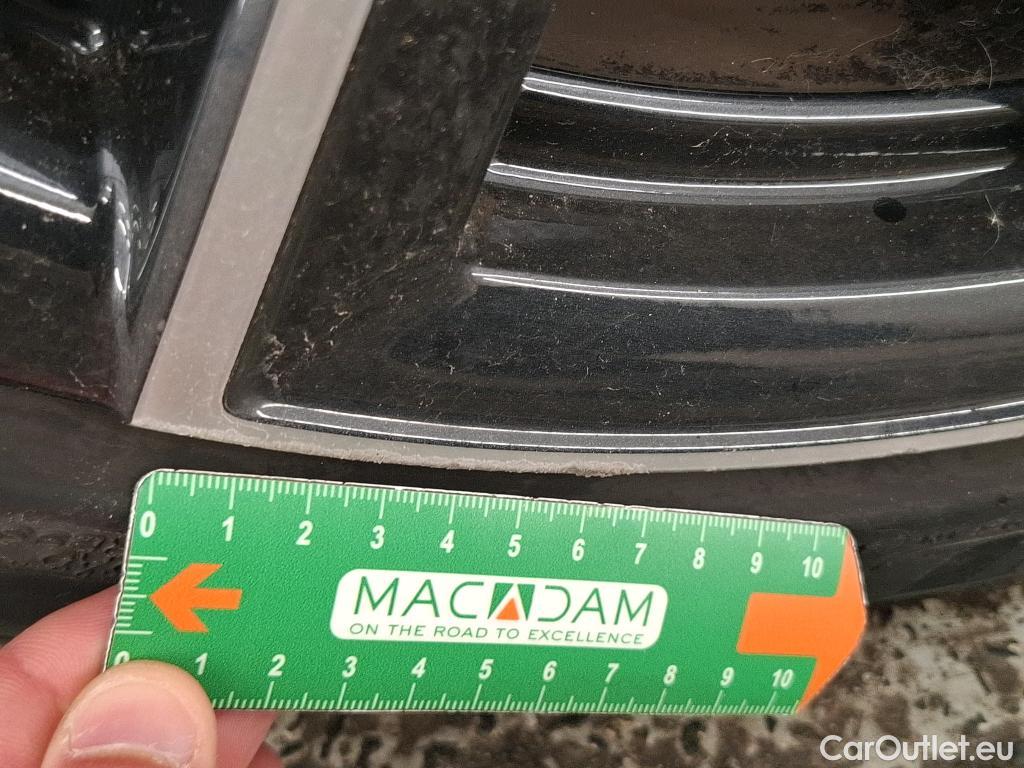 0 1 2 3 4 5 6 7 8 9 10
MACADAM
ON THE ROAD TO EXCELLENCE
0 1 2 3 4 5 6 7 8 9 10
CarOutlet.eu